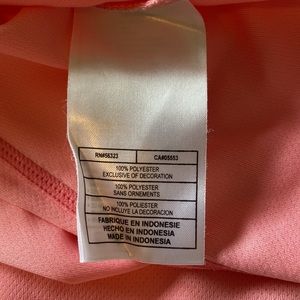 RN#56323 CA#05553
100% POLYESTER
EXCLUSIVE OF DECORATION
100% POLYESTER
SANS ORNEMENTS
100% POLIESTER
NO INCLUYE LA DECORACION
FABRIQUE EN INDONESIE
HECHO EN INDONESIA
MADE IN INDONESIA